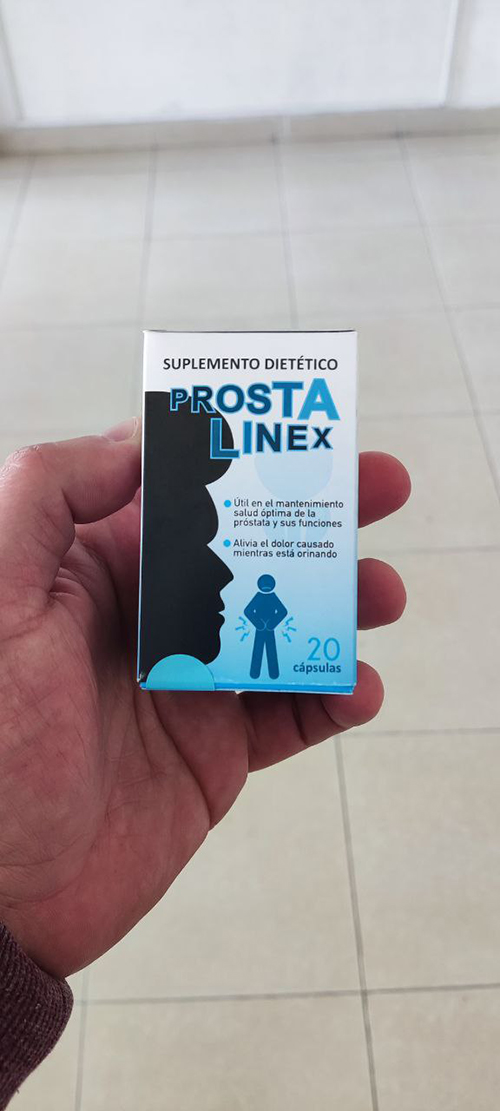 SUPLEMENTO DIETÉTICO
PROSTA
LINEX
Útil en el mantenimiento
salud óptima de la
próstata y sus funciones
Alivia el dolor causado
mientras está orinando
20
cápsulas